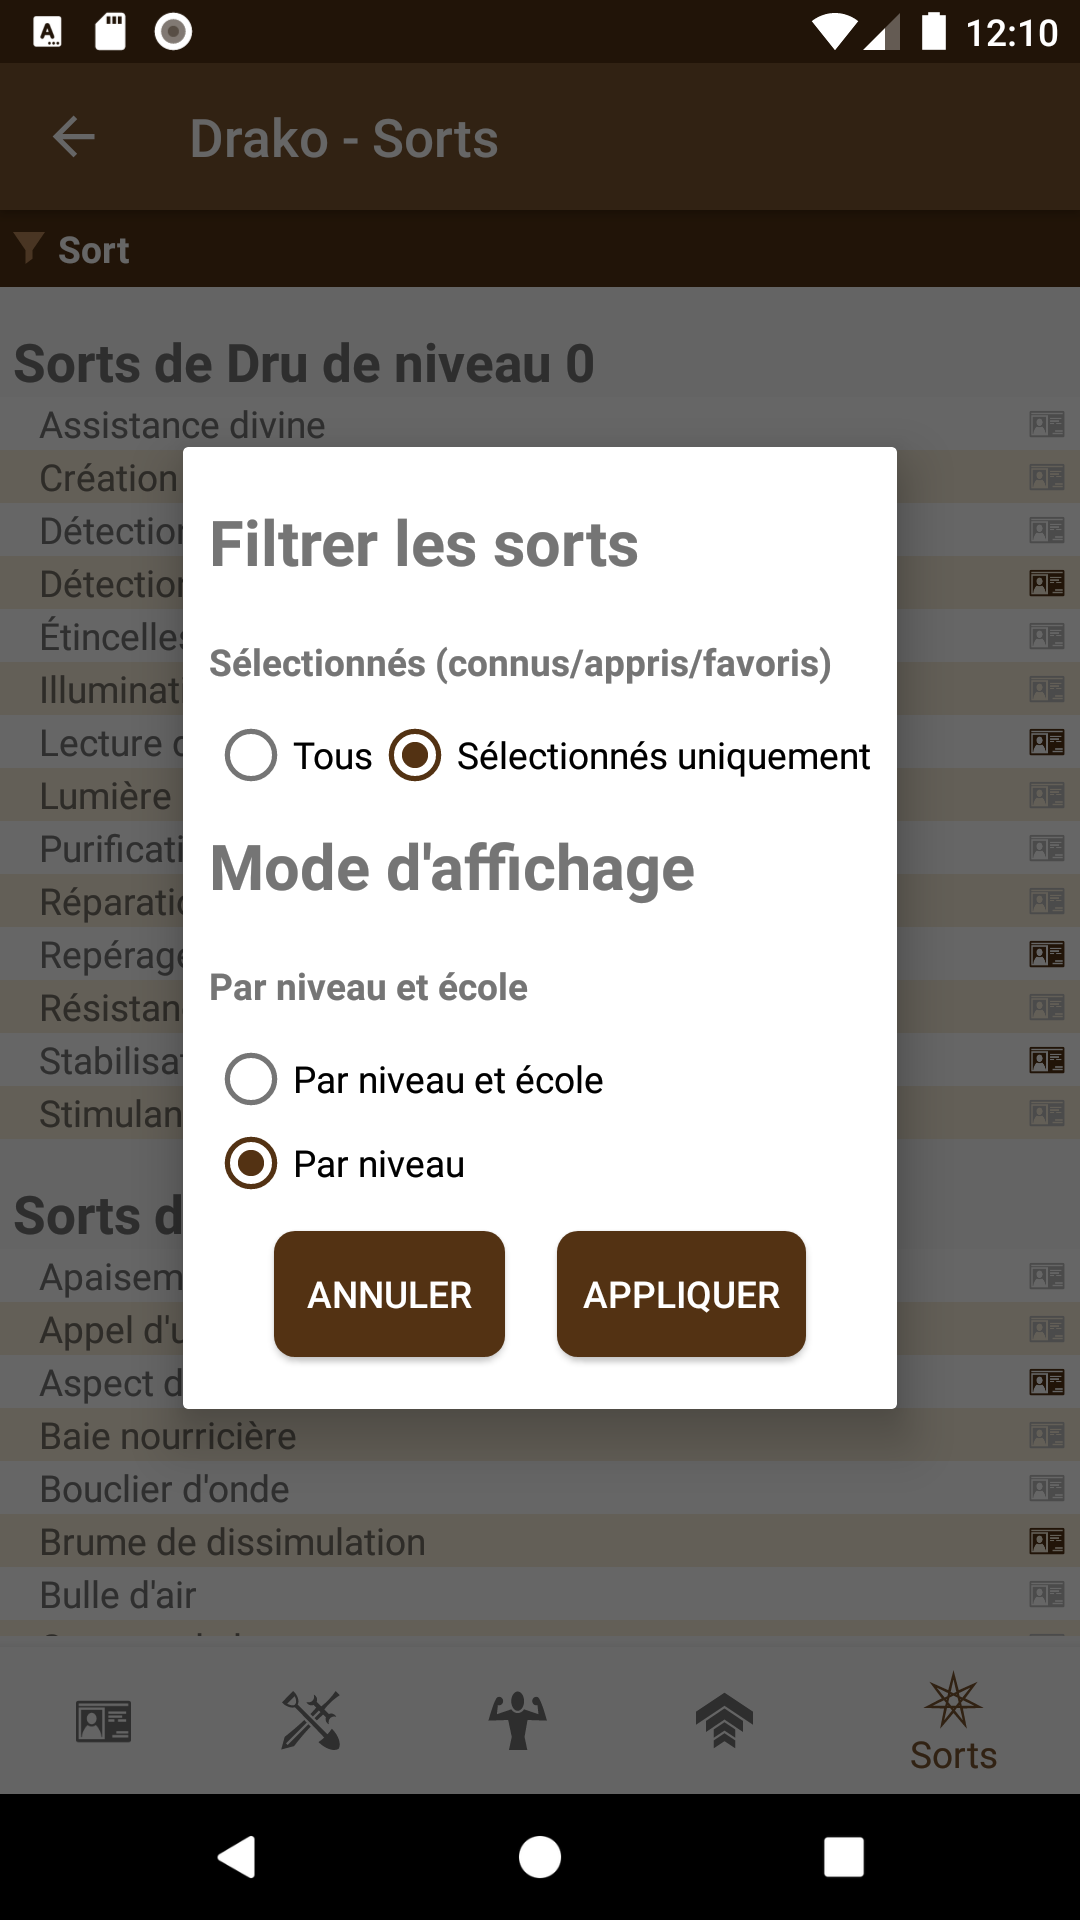 12:10
Drako - Sorts
Sort
Sorts de Dru de niveau 0
Assistance divine
Création
Détection
Détection
Étincelles
Illuminat
Lecture
Lumière
Purificati
Réparatio
Repérage
Résistan
Stabilisat
Stimulan
Sorts d
Apaisem
Appel d'u
Aspect d
Baie nourricière
Bouclier d'onde
Brume de dissimulation
Bulle d'air
Filtrer les sorts
Sélectionnés (connus/appris/favoris)
Tous Sélectionnés uniquement
Mode d'affichage
Par niveau et école
Par niveau et école
Par niveau
ANNULER APPLIQUER
Sorts